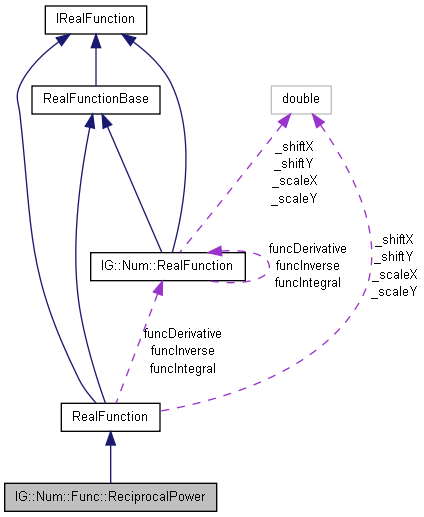 IRealFunction
RealFunctionBase
double
_shiftX
_shiftY
_scaleX
_scaleY
IG::Num::RealFunction
funcDerivative
funcInverse
funcIntegral
_shiftX
_shiftY
_scaleX
_scaleY
funcDerivative
funcInverse
funcIntegral
RealFunction
IG::Num::Func::ReciprocalPower